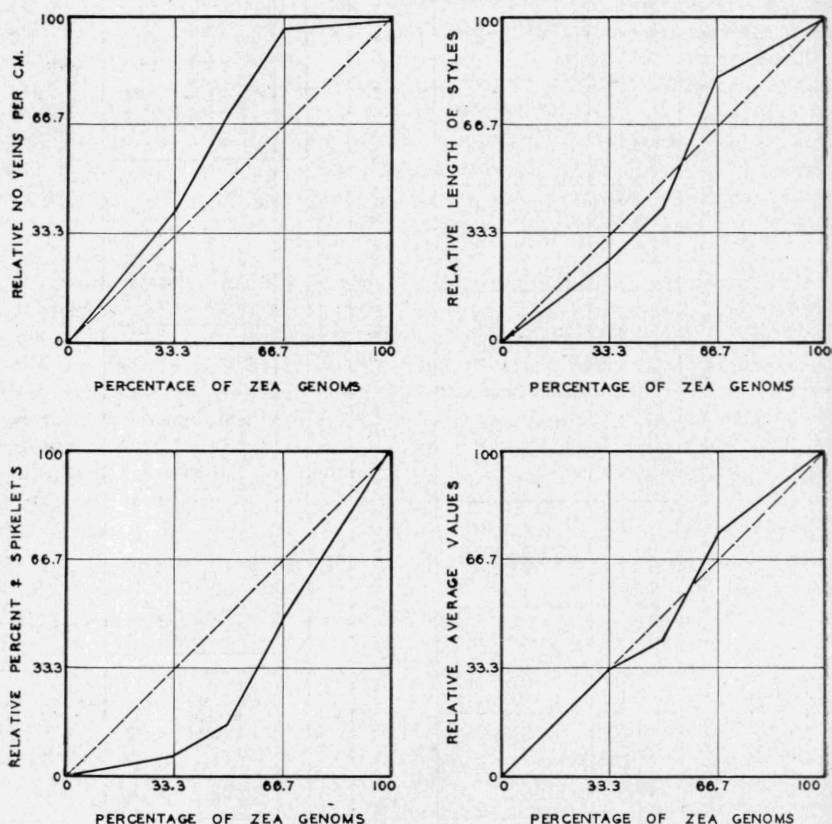 RELATIVE NO VEINS PER CM.
100
66.7
33.3
0
0 33.3 66.7 100
PERCENTAGE OF ZEA GENOMS
RELATIVE LENGTH OF STYLES
100
66.7
33.3
0
0 33.3 66.7 100
PERCENTAGE OF ZEA GENOMS
RELATIVE PERCENT SPIKELETS
100
66.7
33.3
0
0 33.3 66.7 100
PERCENTAGE OF ZEA GENOMS
RELATIVE AVERAGE VALUES
100
66.7
33.3
0
0 33.3 66.7 100
PERCENTAGE OF ZEA GENOMS